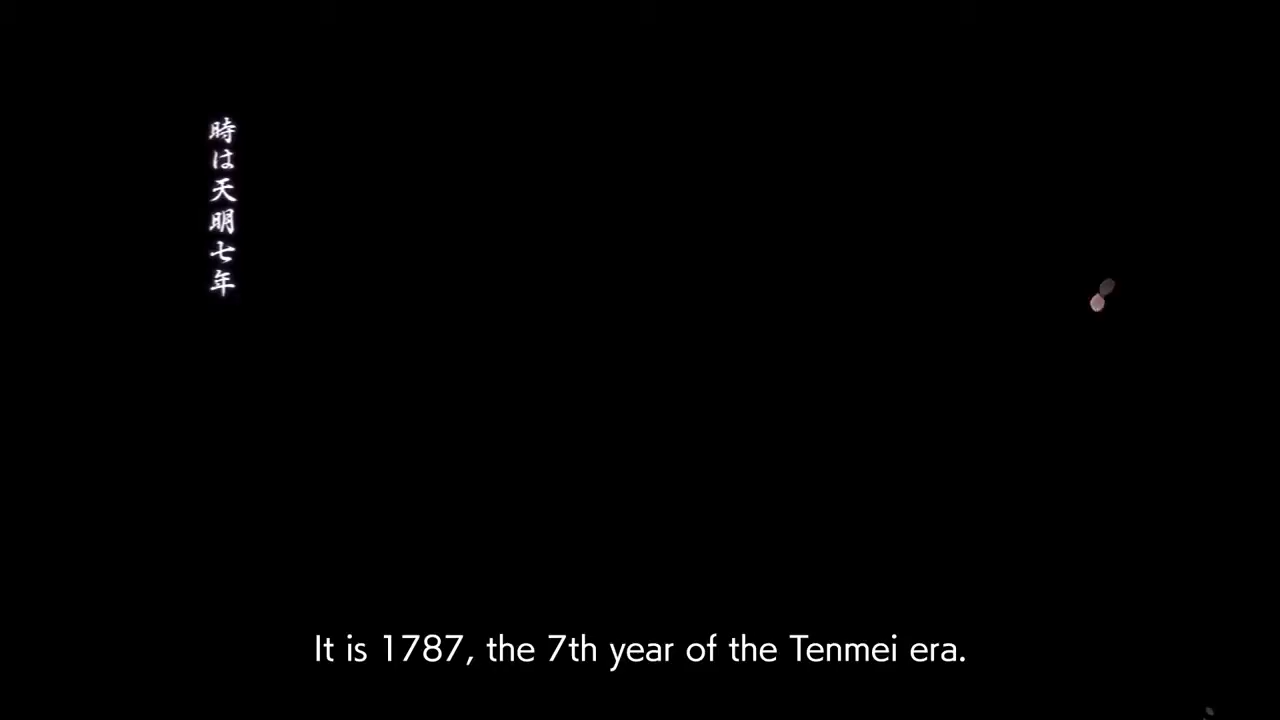 時は天明七年
It is 1787, the 7th year of the Tenmei era.